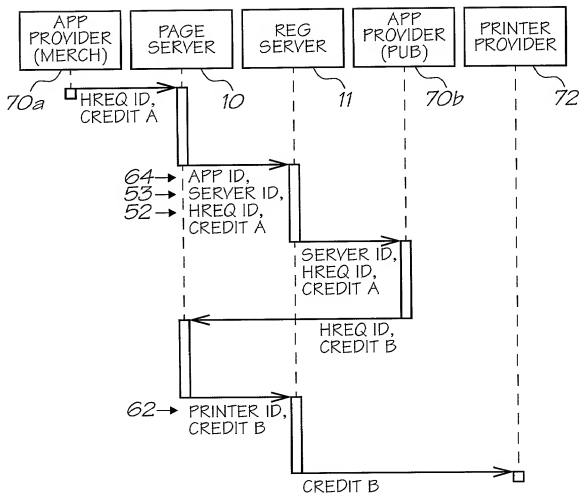 APP PROVIDER (MERCH)
PAGE SERVER
REG SERVER
APP PROVIDER (PUB)
PRINTER PROVIDER
70a
10
11
70b
72
HREQ ID,
CREDIT A
64 APP ID,
53 SERVER ID,
52 HREQ ID,
CREDIT A
SERVER ID,
HREQ ID,
CREDIT A
HREQ ID,
CREDIT B
62 PRINTER ID,
CREDIT B
CREDIT B